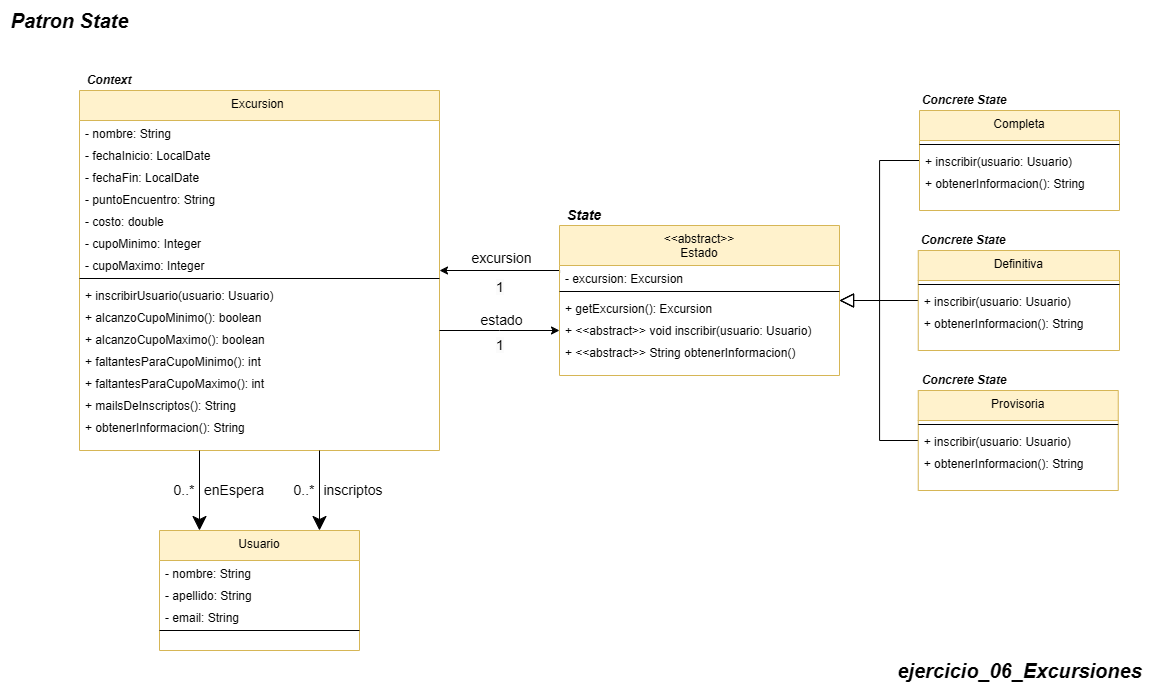 Patron State
Context
Excursion
- nombre: String
- fechaInicio: LocalDate
- fechaFin: LocalDate
- puntoEncuentro: String
- costo: double
- cupoMinimo: Integer
- cupoMaximo: Integer
+ inscribirUsuario(usuario: Usuario)
+ alcanzoCupoMinimo(): boolean
+ alcanzoCupoMaximo(): boolean
+ faltantesParaCupoMinimo(): int
+ faltantesParaCupoMaximo(): int
+ mailsDeInscriptos(): String
+ obtenerInformacion(): String
excursion
1
estado
1
State
<<abstract>>
Estado
- excursion: Excursion
+ getExcursion(): Excursion
+ <<abstract>> void inscribir(usuario: Usuario)
+ <<abstract>> String obtenerInformacion()
Concrete State
Completa
+ inscribir(usuario: Usuario)
+ obtenerInformacion(): String
Concrete State
Definitiva
+ inscribir(usuario: Usuario)
+ obtenerInformacion(): String
Concrete State
Provisoria
+ inscribir(usuario: Usuario)
+ obtenerInformacion(): String
0..* enEspera
0..* inscriptos
Usuario
- nombre: String
- apellido: String
- email: String
ejercicio_06_Excursiones